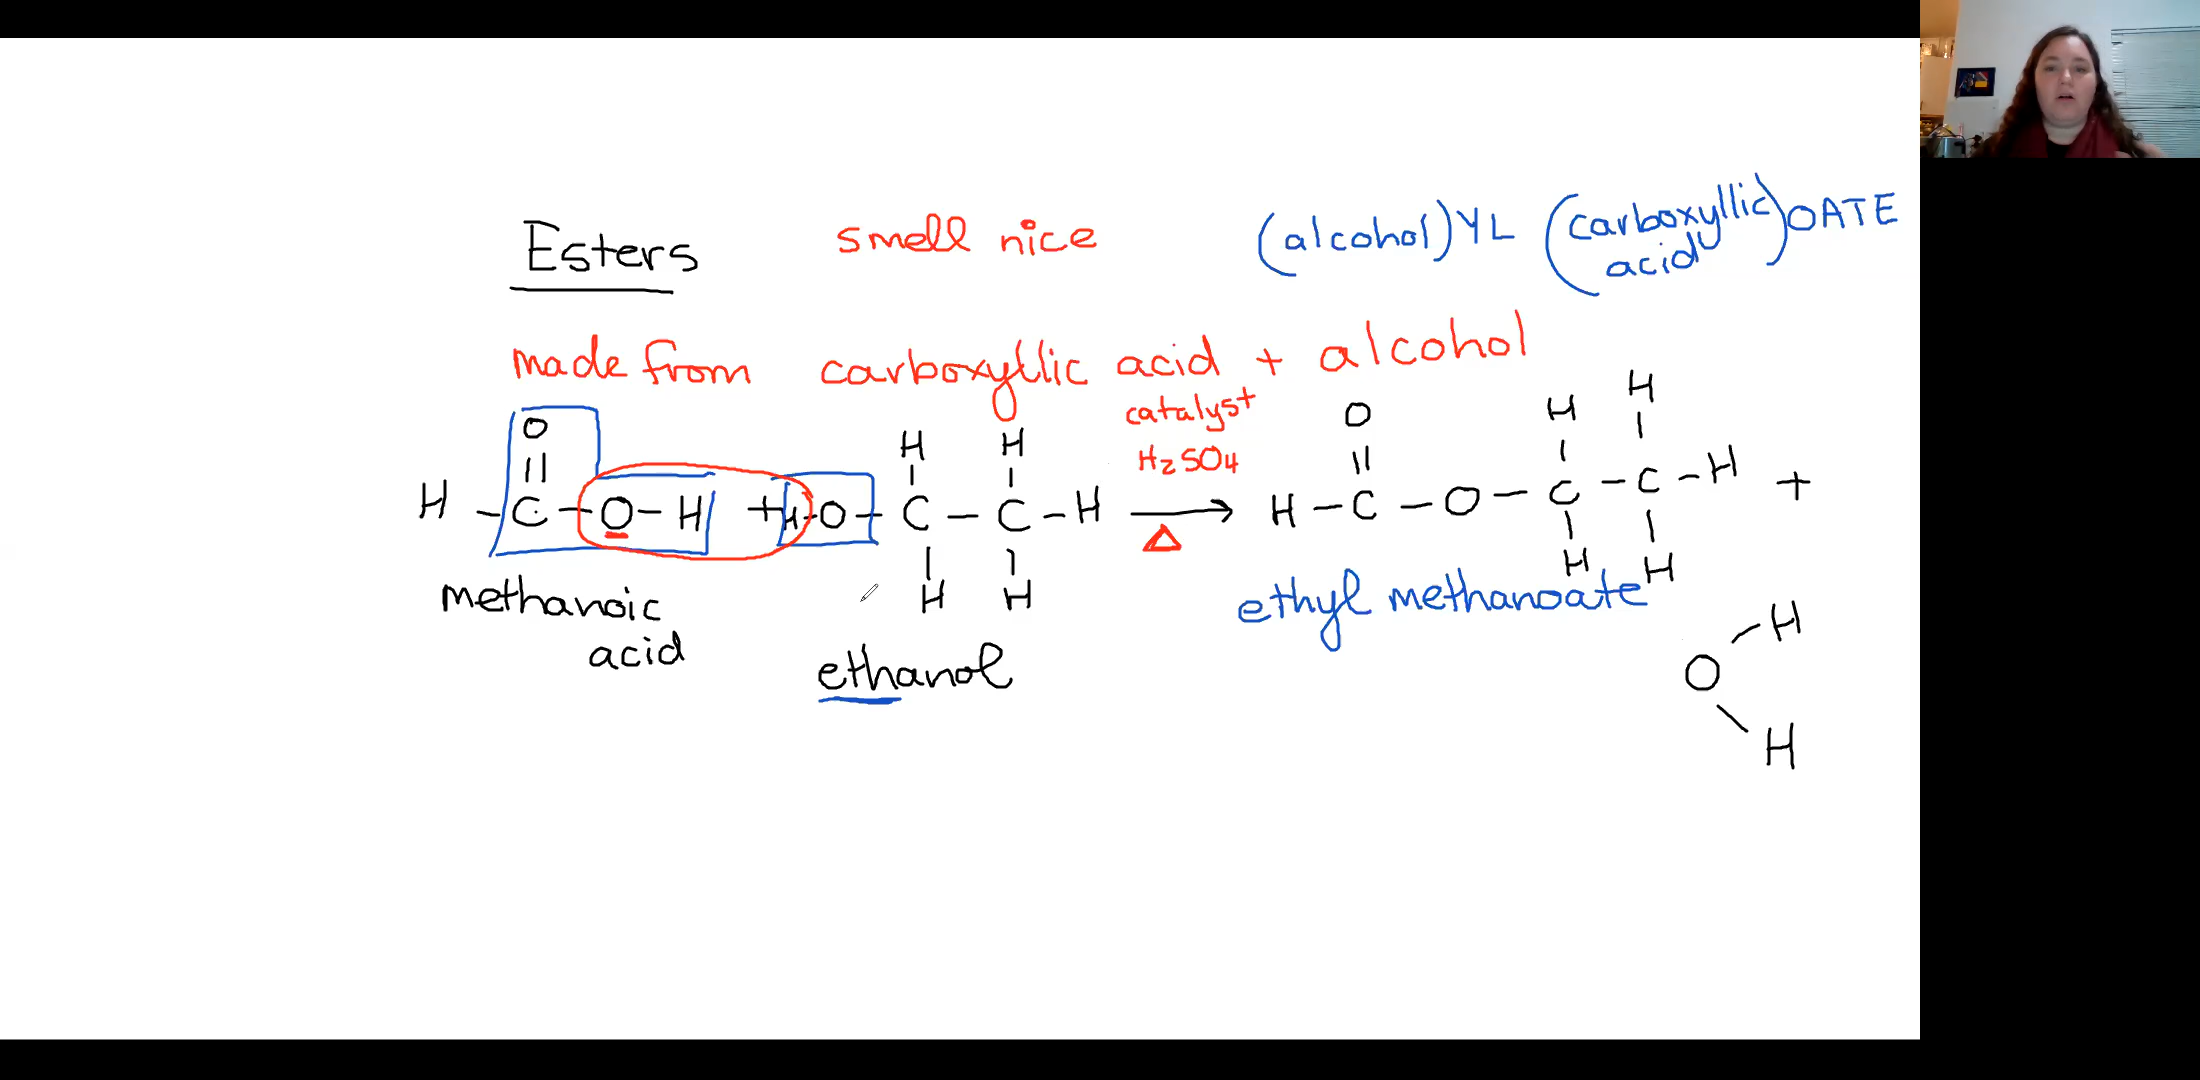 Esters smell nice (alcohol)YL (carboxyllic acid)OATE
made from carboxyllic acid + alcohol
catalyst
H2SO4
O H H O H H
H - C - O - H + H - O - C - C - H → H - C - O - C - C - H +
Δ
H H H H
methanoic acid
ethanol
ethyl methanoate
H
O
H